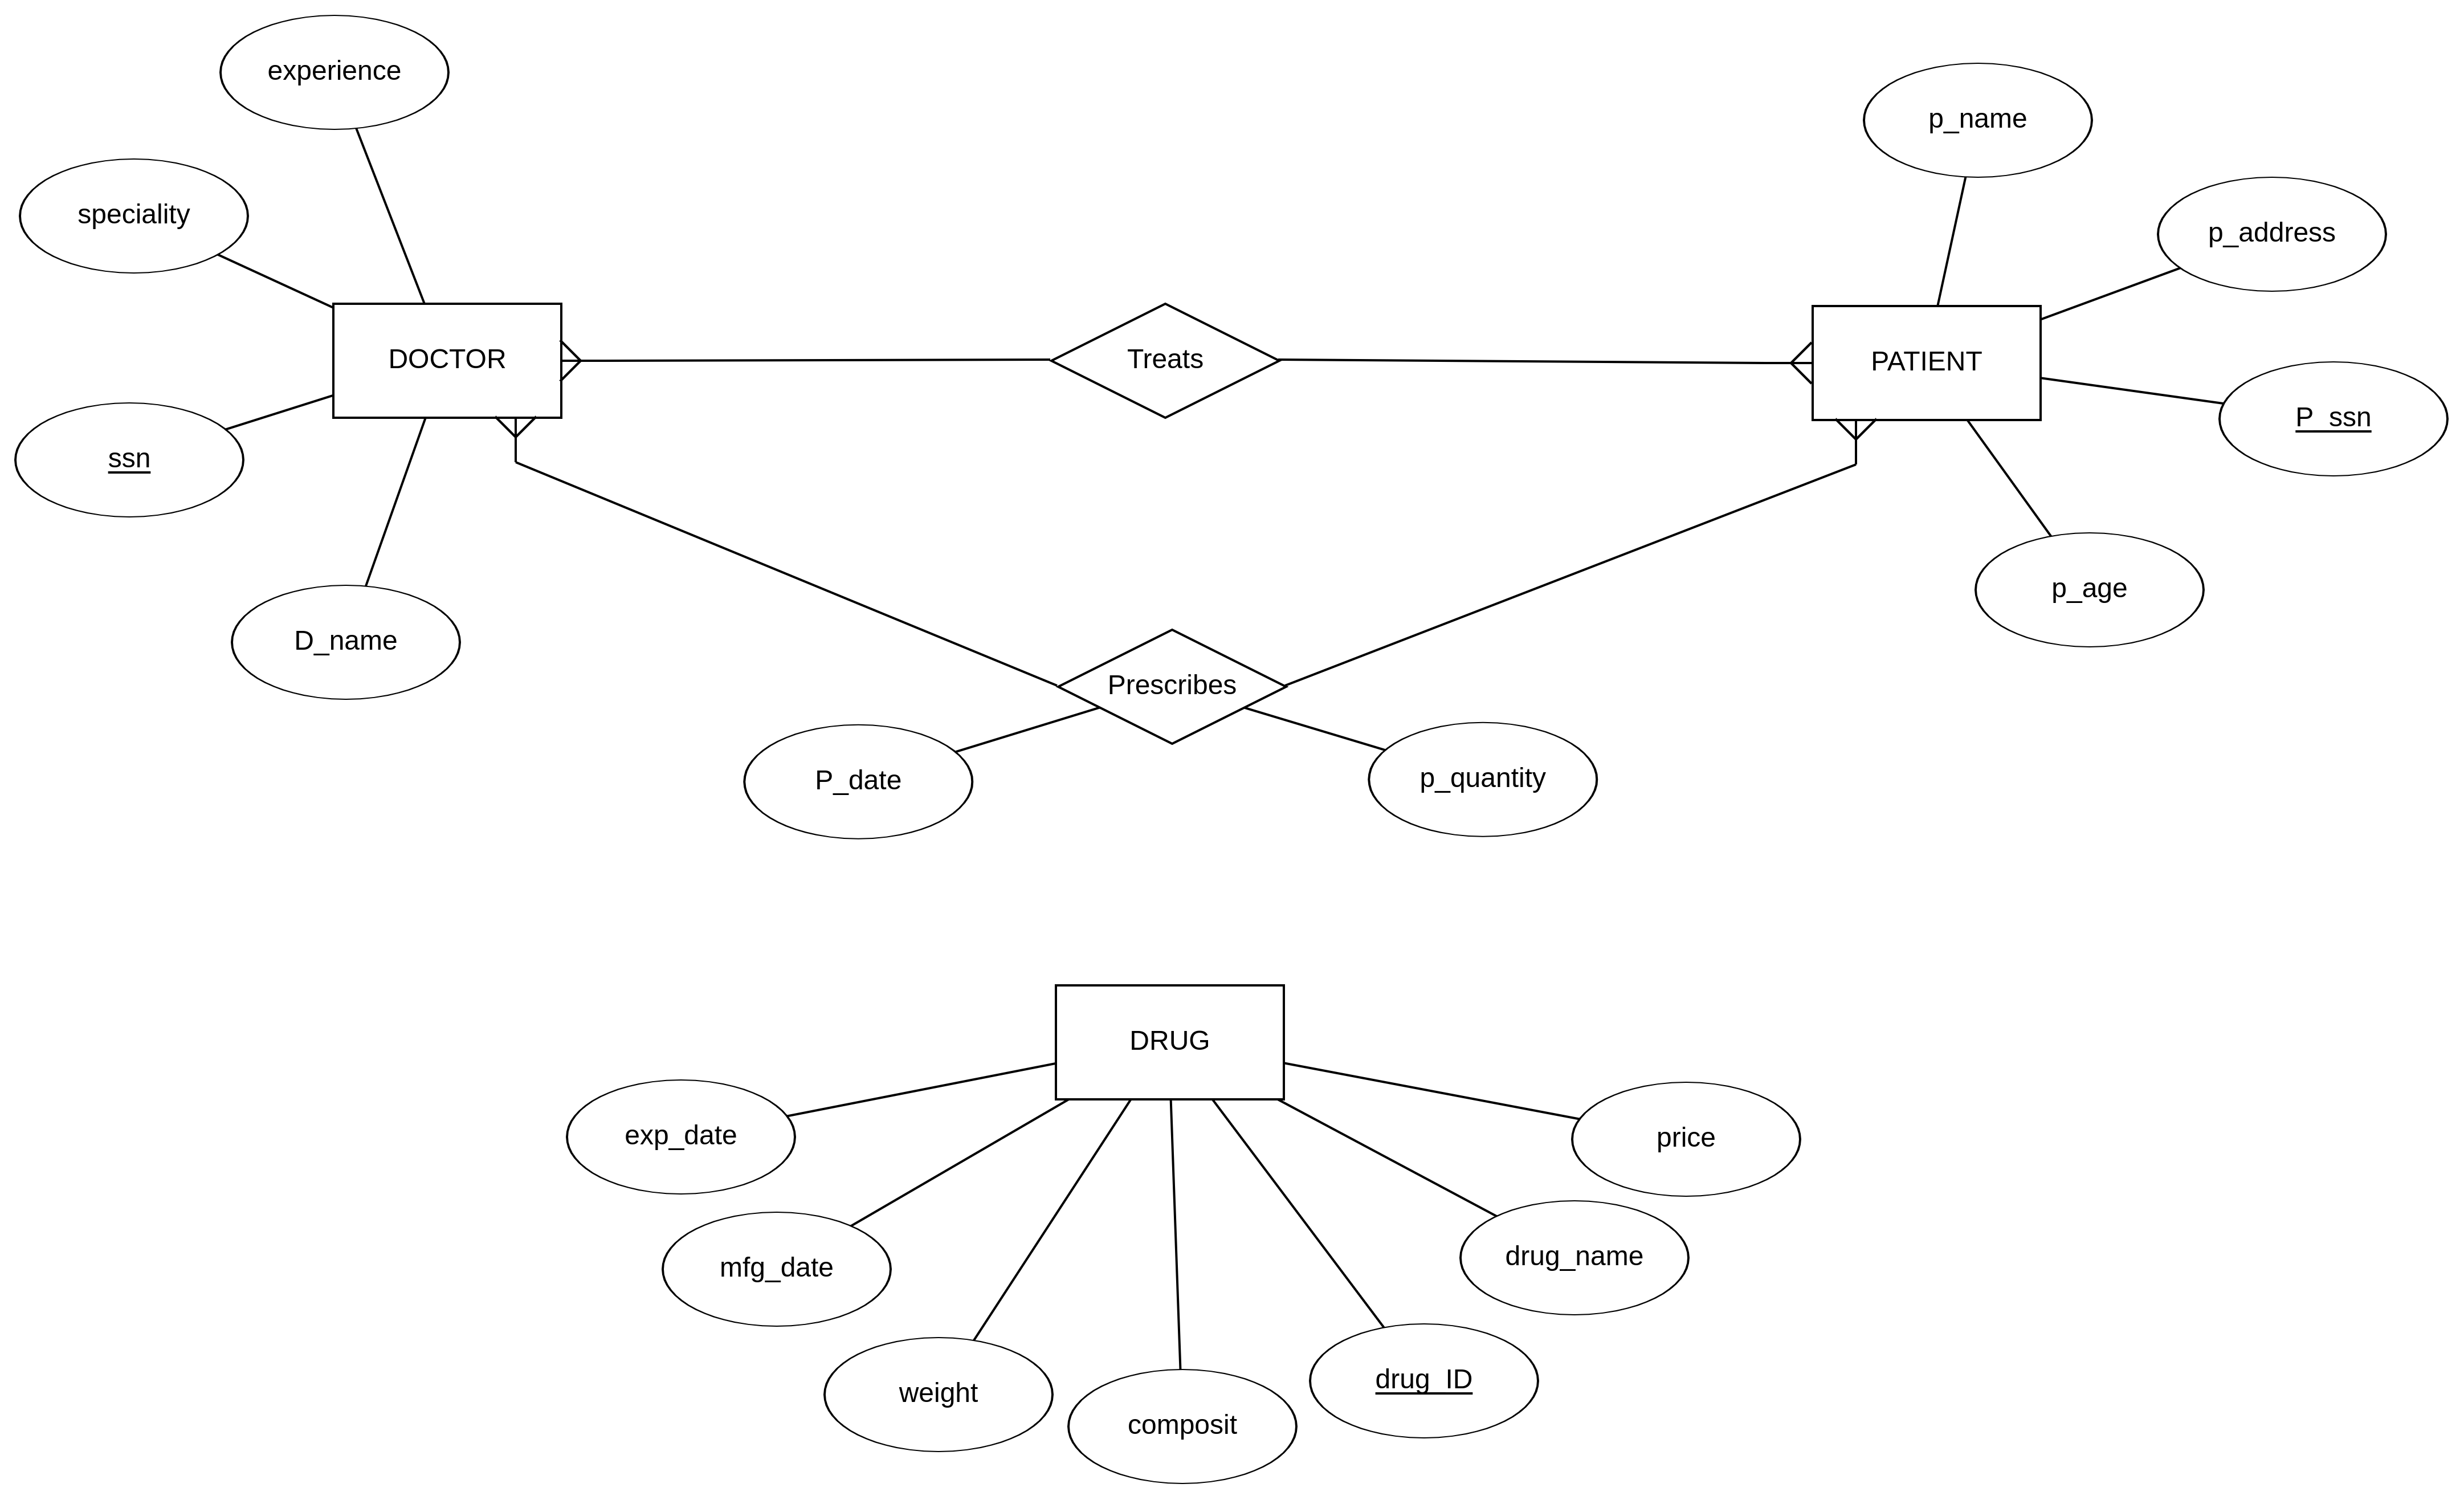 experience
p_name
speciality
p_address
DOCTOR
Treats
PATIENT
P_ssn
ssn
p_age
D_name
Prescribes
P_date
p_quantity
DRUG
exp_date
price
drug_name
mfg_date
drug_ID
weight
composit